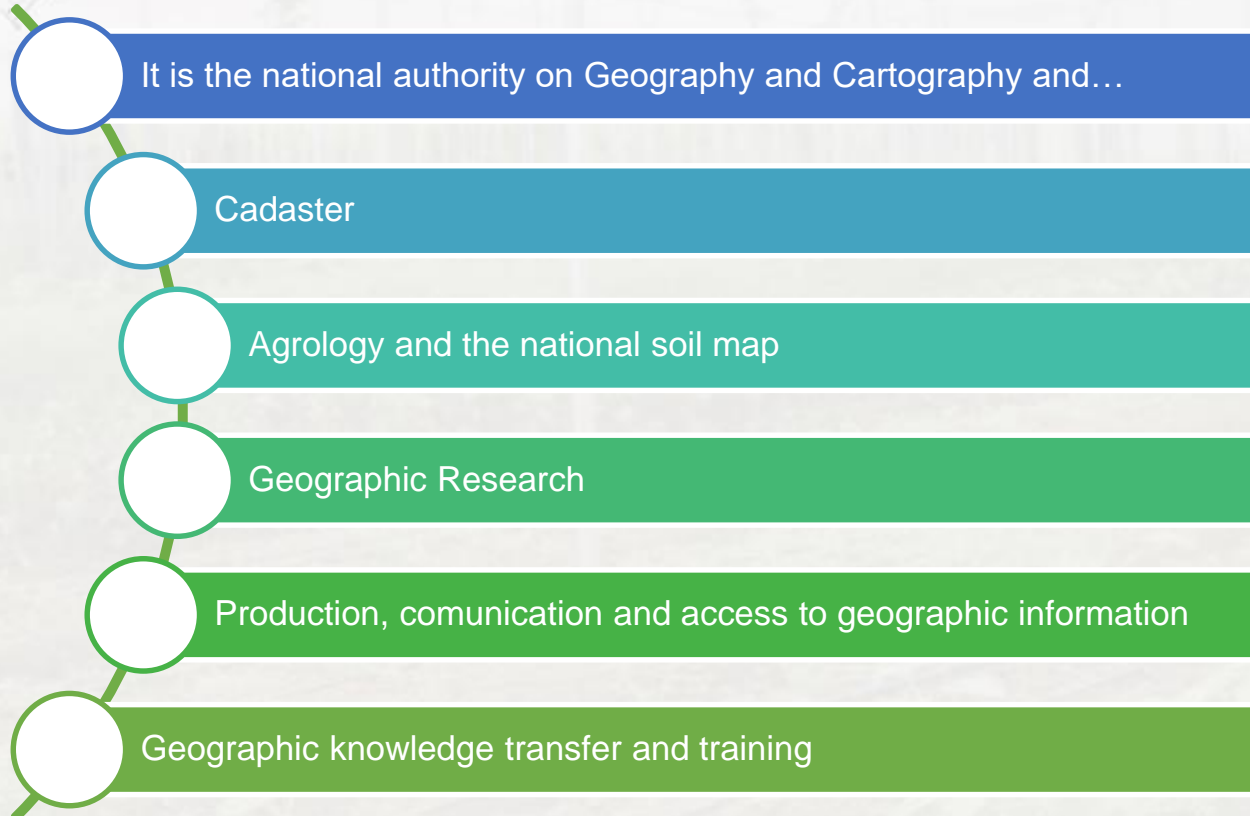 It is the national authority on Geography and Cartography and…
Cadaster
Agrology and the national soil map
Geographic Research
Production, comunication and access to geographic information
Geographic knowledge transfer and training